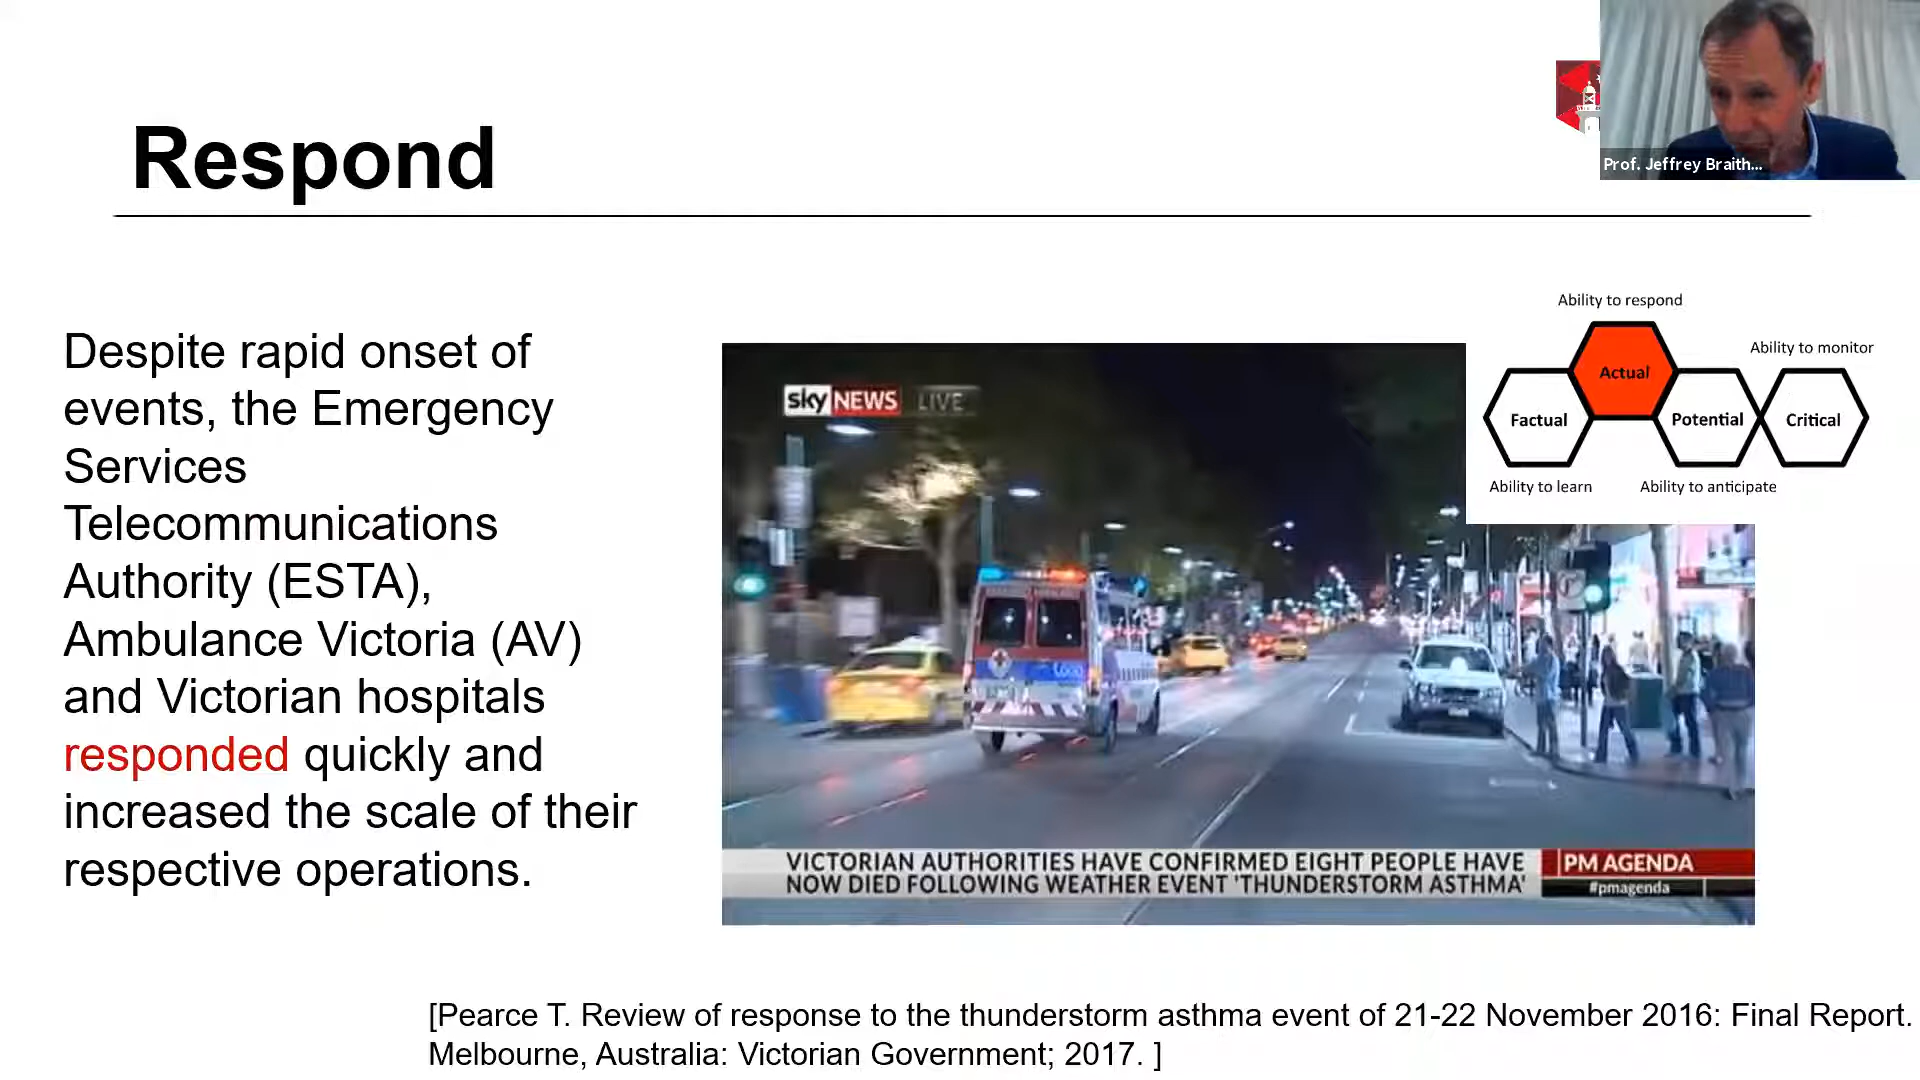 Prof. Jeffrey Braith...
Respond
Despite rapid onset of
events, the Emergency
Services
Telecommunications
Authority (ESTA),
Ambulance Victoria (AV)
and Victorian hospitals
responded quickly and
increased the scale of their
respective operations.
sky NEWS LIVE
VICTORIAN AUTHORITIES HAVE CONFIRMED EIGHT PEOPLE HAVE
NOW DIED FOLLOWING WEATHER EVENT 'THUNDERSTORM ASTHMA'
PM AGENDA
#pmagenda
Ability to respond
Ability to monitor
Actual
Factual
Potential
Critical
Ability to learn
Ability to anticipate
[Pearce T. Review of response to the thunderstorm asthma event of 21-22 November 2016: Final Report.
Melbourne, Australia: Victorian Government; 2017. ]